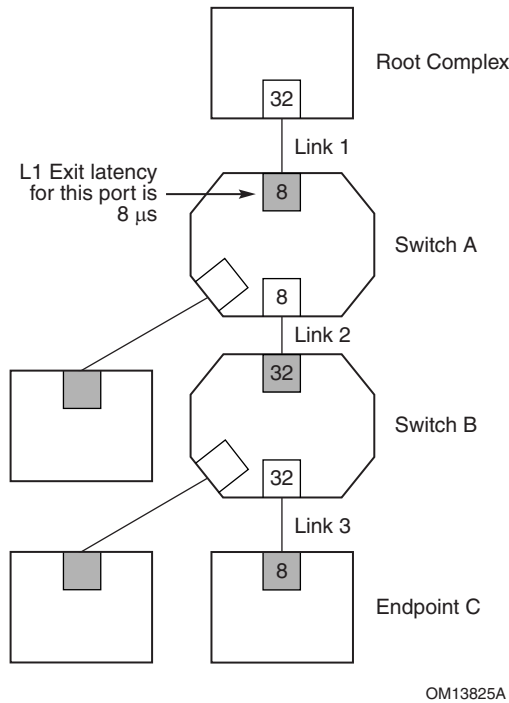 Root Complex
32
Link 1
L1 Exit latency
for this port is
8 μs
8
Switch A
8
Link 2
32
Switch B
32
Link 3
8
Endpoint C
OM13825A